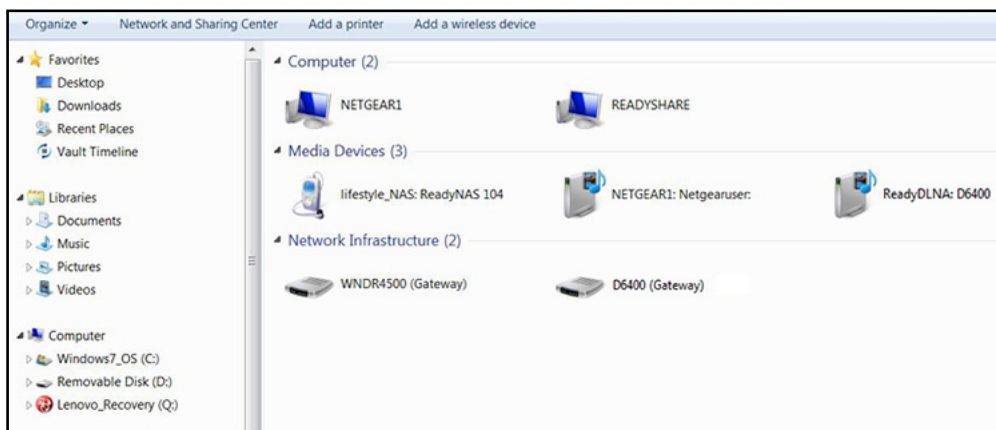 Organize Network and Sharing Center Add a printer Add a wireless device
Favorites
Desktop
Downloads
Recent Places
Vault Timeline
Libraries
Documents
Music
Pictures
Videos
Computer
Windows7_OS (C:)
Removable Disk (D:)
Lenovo_Recovery (Q:)
Computer (2)
NETGEAR1 READYSHARE
Media Devices (3)
lifestyle_NAS: ReadyNAS 104 NETGEAR1: Netgearuser: ReadyDLNA: D6400
Network Infrastructure (2)
WNDR4500 (Gateway) D6400 (Gateway)